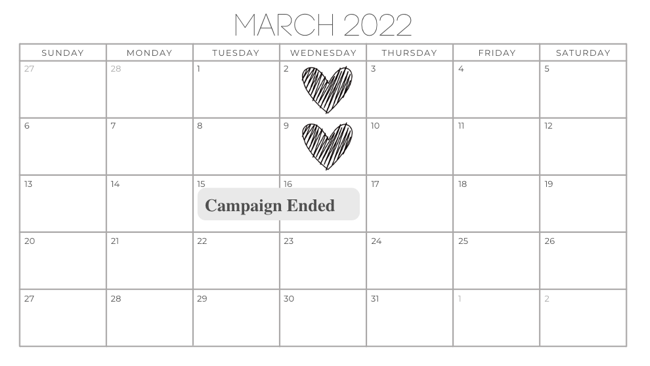 MARCH 2022
SUNDAY MONDAY TUESDAY WEDNESDAY THURSDAY FRIDAY SATURDAY
27 28 1 2 3 4 5
6 7 8 9 10 11 12
13 14 15 16 17 18 19
Campaign Ended
20 21 22 23 24 25 26
27 28 29 30 31 1 2